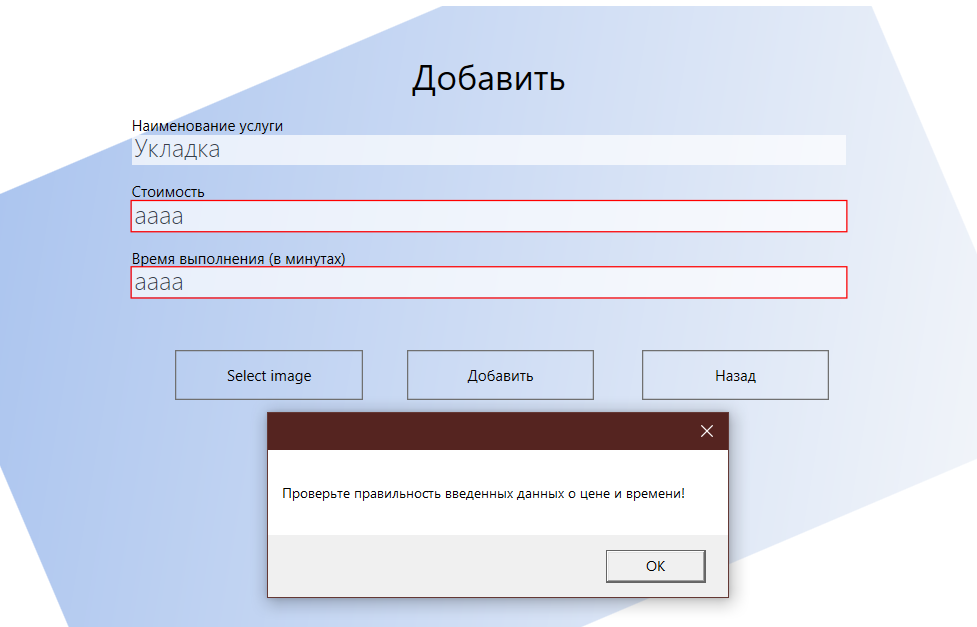 Добавить
Наименование услуги
Укладка
Стоимость
аааа
Время выполнения (в минутах)
аааа
Select image
Добавить
Назад
Проверьте правильность введенных данных о цене и времени!
OK